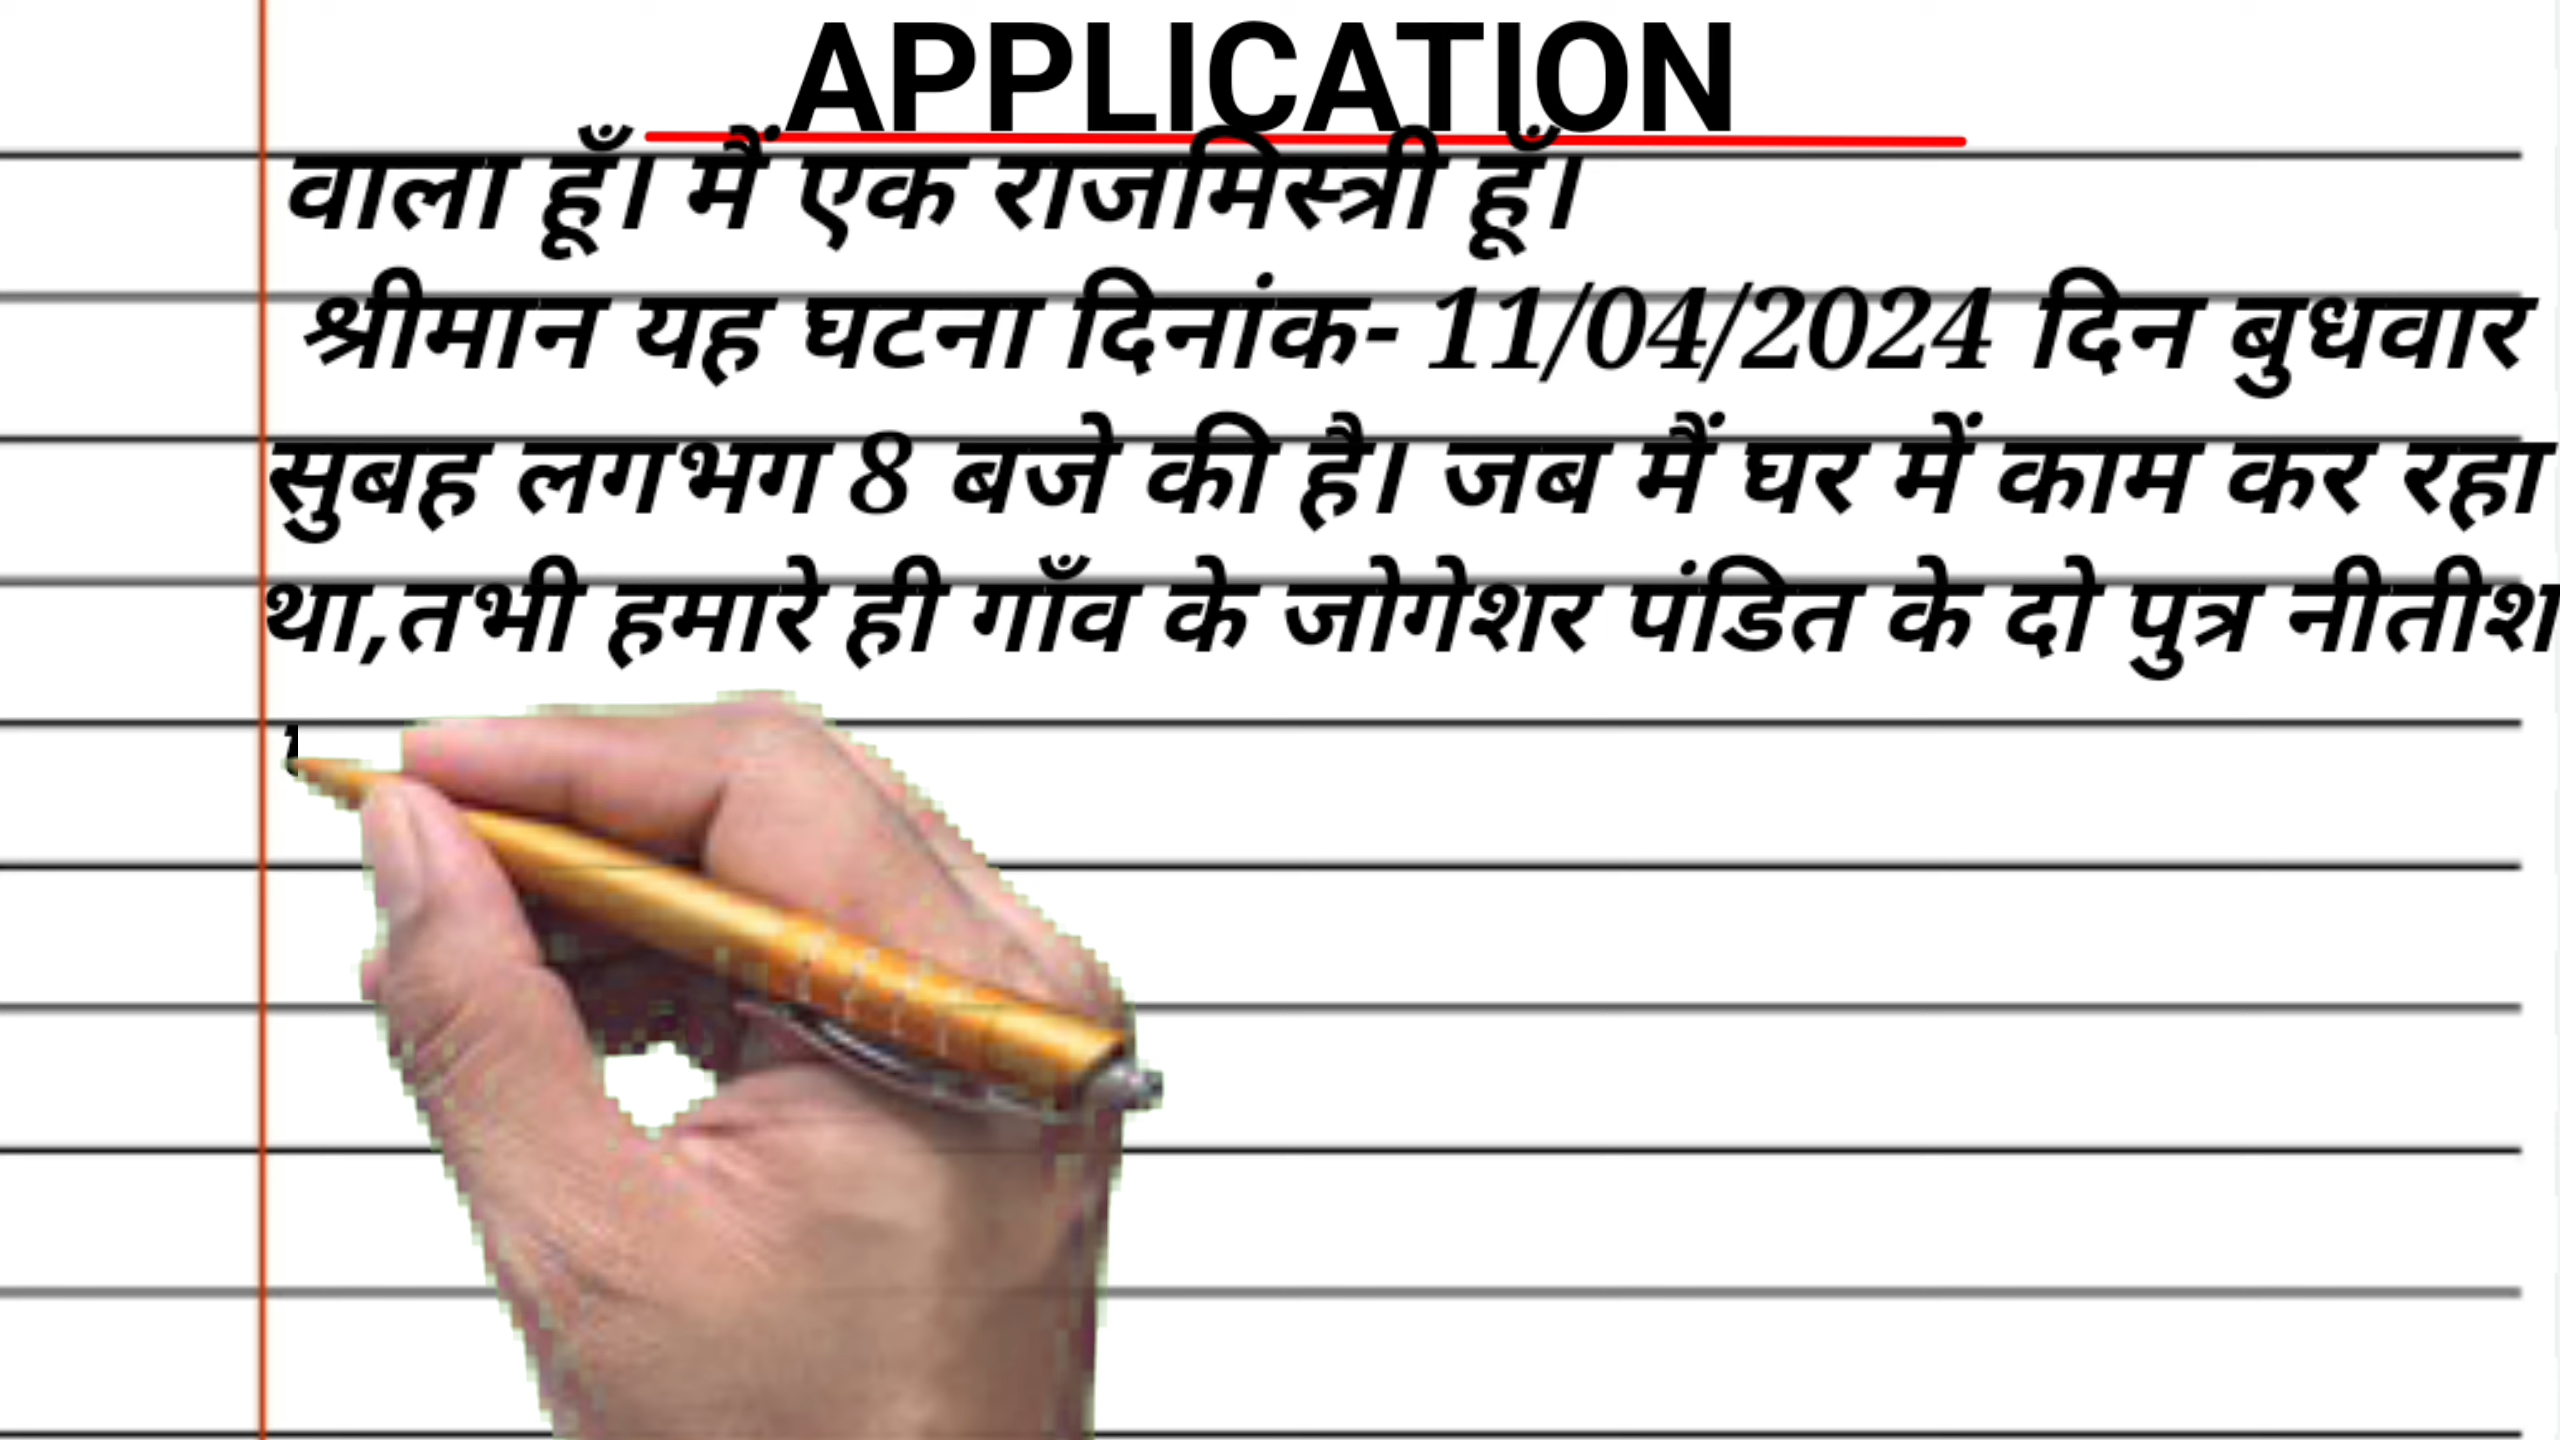 APPLICATION
वाला हूँ। मैं एक राजमिस्त्री हूँ।
श्रीमान यह घटना दिनांक- 11/04/2024 दिन बुधवार
सुबह लगभग 8 बजे की है। जब मैं घर में काम कर रहा
था,तभी हमारे ही गाँव के जोगेशर पंडित के दो पुत्र नीतीश